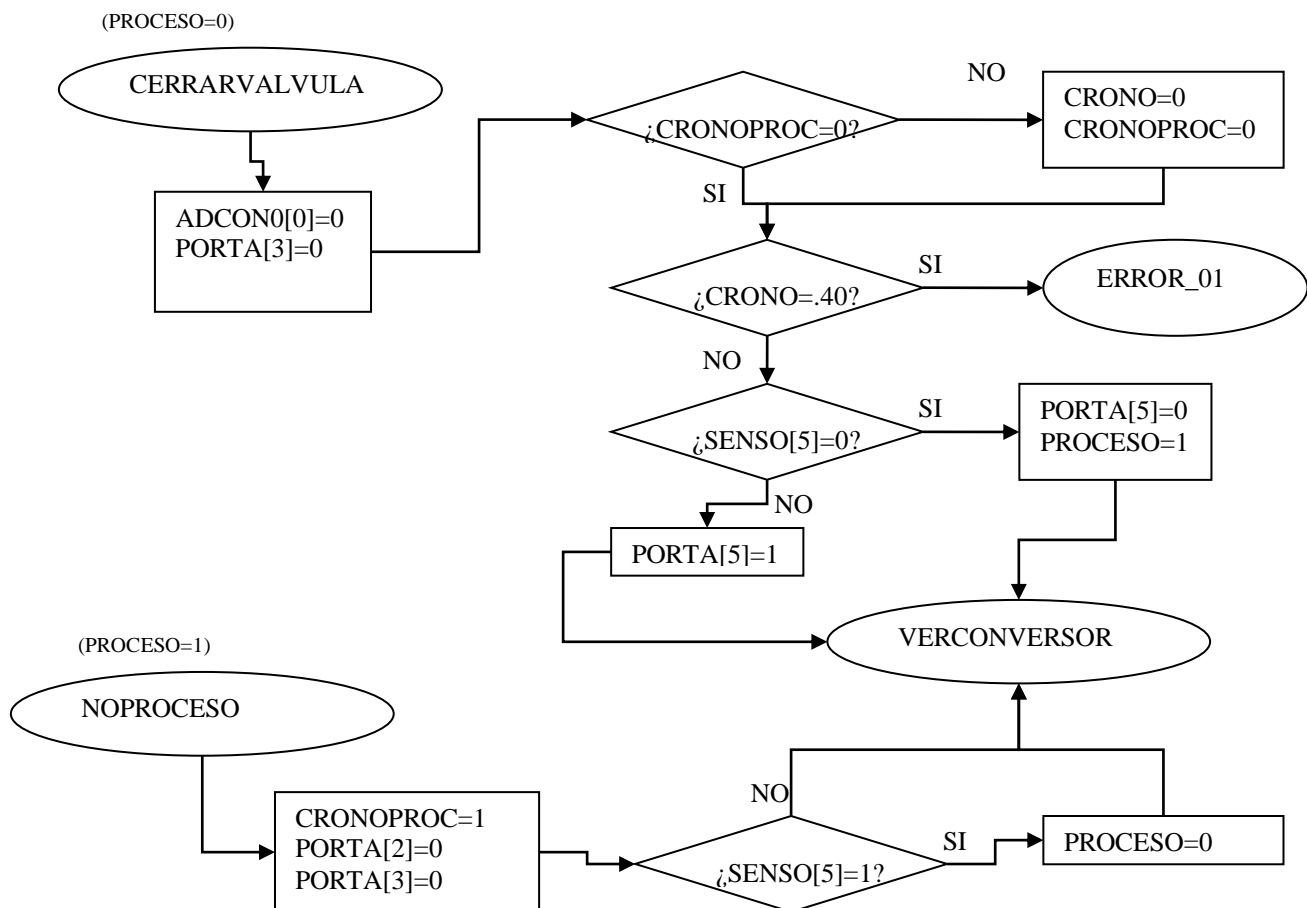 (PROCESO=0)
CERRARVALVULA
ADCON0[0]=0
PORTA[3]=0
¿CRONOPROC=0?
NO
CRONO=0
CRONOPROC=0
SI
¿CRONO=.40?
SI
ERROR_01
NO
¿SENSO[5]=0?
SI
PORTA[5]=0
PROCESO=1
NO
PORTA[5]=1
VERCONVERSOR
(PROCESO=1)
NOPROCESO
CRONOPROC=1
PORTA[2]=0
PORTA[3]=0
NO
¿SENSO[5]=1?
SI
PROCESO=0